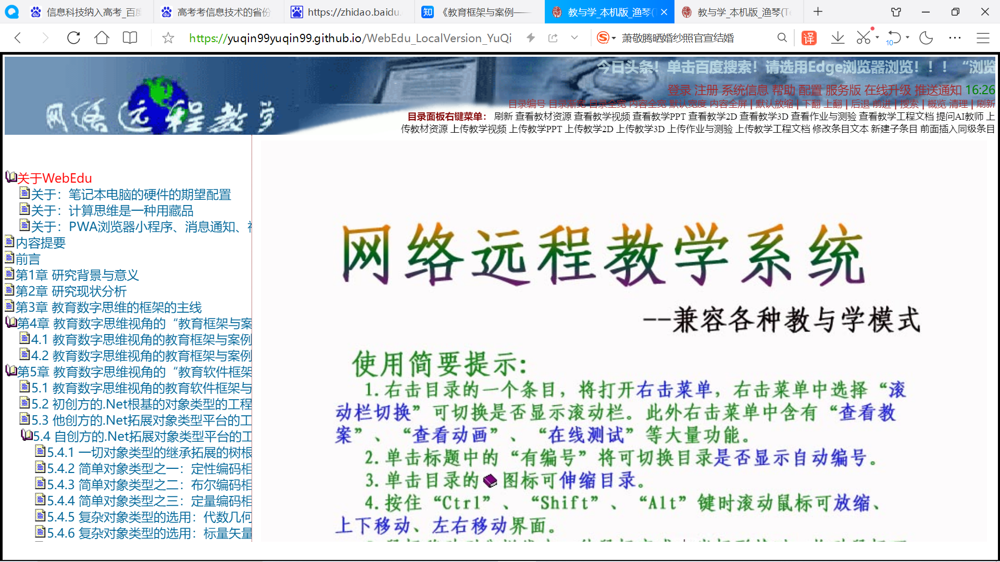 信息科技纳入高考_百度
高考考信息技术的省份
https://zhidao.baidu.
《教育框架与案例——
教与学_本机版_渔琴(T
教与学_本机版_渔琴(Te
https://yuqin99yuqin99.github.io/WebEdu_LocalVersion_YuQi
萧敬腾晒婚纱照官宣结婚
译
10
网络远程教学
今日头条！单击百度搜索！请选用Edge浏览器浏览！！！“浏览
登录 注册 系统信息 帮助 配置 服务版 在线升级 推送通知 16:26
目录编号 目录渐宽 目录全宽 内容全宽 默认宽度 内容全屏 | 默认放缩 | 下翻 上翻 | 后退 前进 | 搜索 | 概览 清理 | 刷新
目录面板右键菜单： 刷新 查看教材资源 查看教学视频 查看教学PPT 查看教学2D 查看教学3D 查看作业与测验 查看教学工程文档 提问AI教师 上
传教材资源 上传教学视频 上传教学PPT 上传教学2D 上传教学3D 上传作业与测验 上传教学工程文档 修改条目文本 新建子条目 前面插入同级条目
关于WebEdu
关于：笔记本电脑的硬件的期望配置
关于：计算思维是一种用藏品
关于：PWA浏览器小程序、消息通知、
内容提要
前言
第1章 研究背景与意义
第2章 研究现状分析
第3章 教育数字思维的框架的主线
第4章 教育数字思维视角的“教育框架与案
4.1 教育数字思维视角的教育框架与案例
4.2 教育数字思维视角的教育框架与案例
第5章 教育数字思维视角的“教育软件框架
5.1 教育数字思维视角的教育软件框架与
5.2 初创方的.Net根基的对象类型的工程
5.3 他创方的.Net拓展对象类型平台的工
5.4 自创方的.Net拓展对象类型平台的工
5.4.1 一切对象类型的继承拓展的树根
5.4.2 简单对象类型之一：定性编码相
5.4.3 简单对象类型之二：布尔编码相
5.4.4 简单对象类型之三：定量编码相
5.4.5 复杂对象类型的选用：代数几何
5.4.6 复杂对象类型的选用：标量矢量
网络远程教学系统
--兼容各种教与学模式
使用简要提示：
1.右击目录的一个条目，将打开右击菜单，右击菜单中选择“滚
动栏切换”可切换是否显示滚动栏。此外右击菜单中含有“查看教
案”、“查看动画”、“在线测试”等大量功能。
2.单击标题中的“有编号”将可切换目录是否显示自动编号。
3.单击目录的图标可伸缩目录。
4.按住“Ctrl”、“Shift”、“Alt”键时滚动鼠标可放缩、
上下移动、左右移动界面。